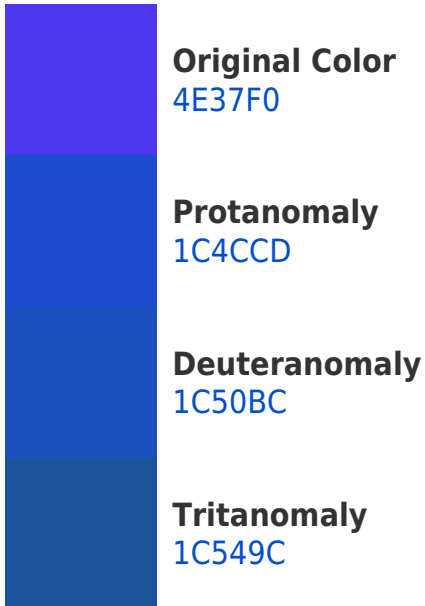 Original Color
4E37F0
Protanomaly
1C4CCD
Deuteranomaly
1C50BC
Tritanomaly
1C549C